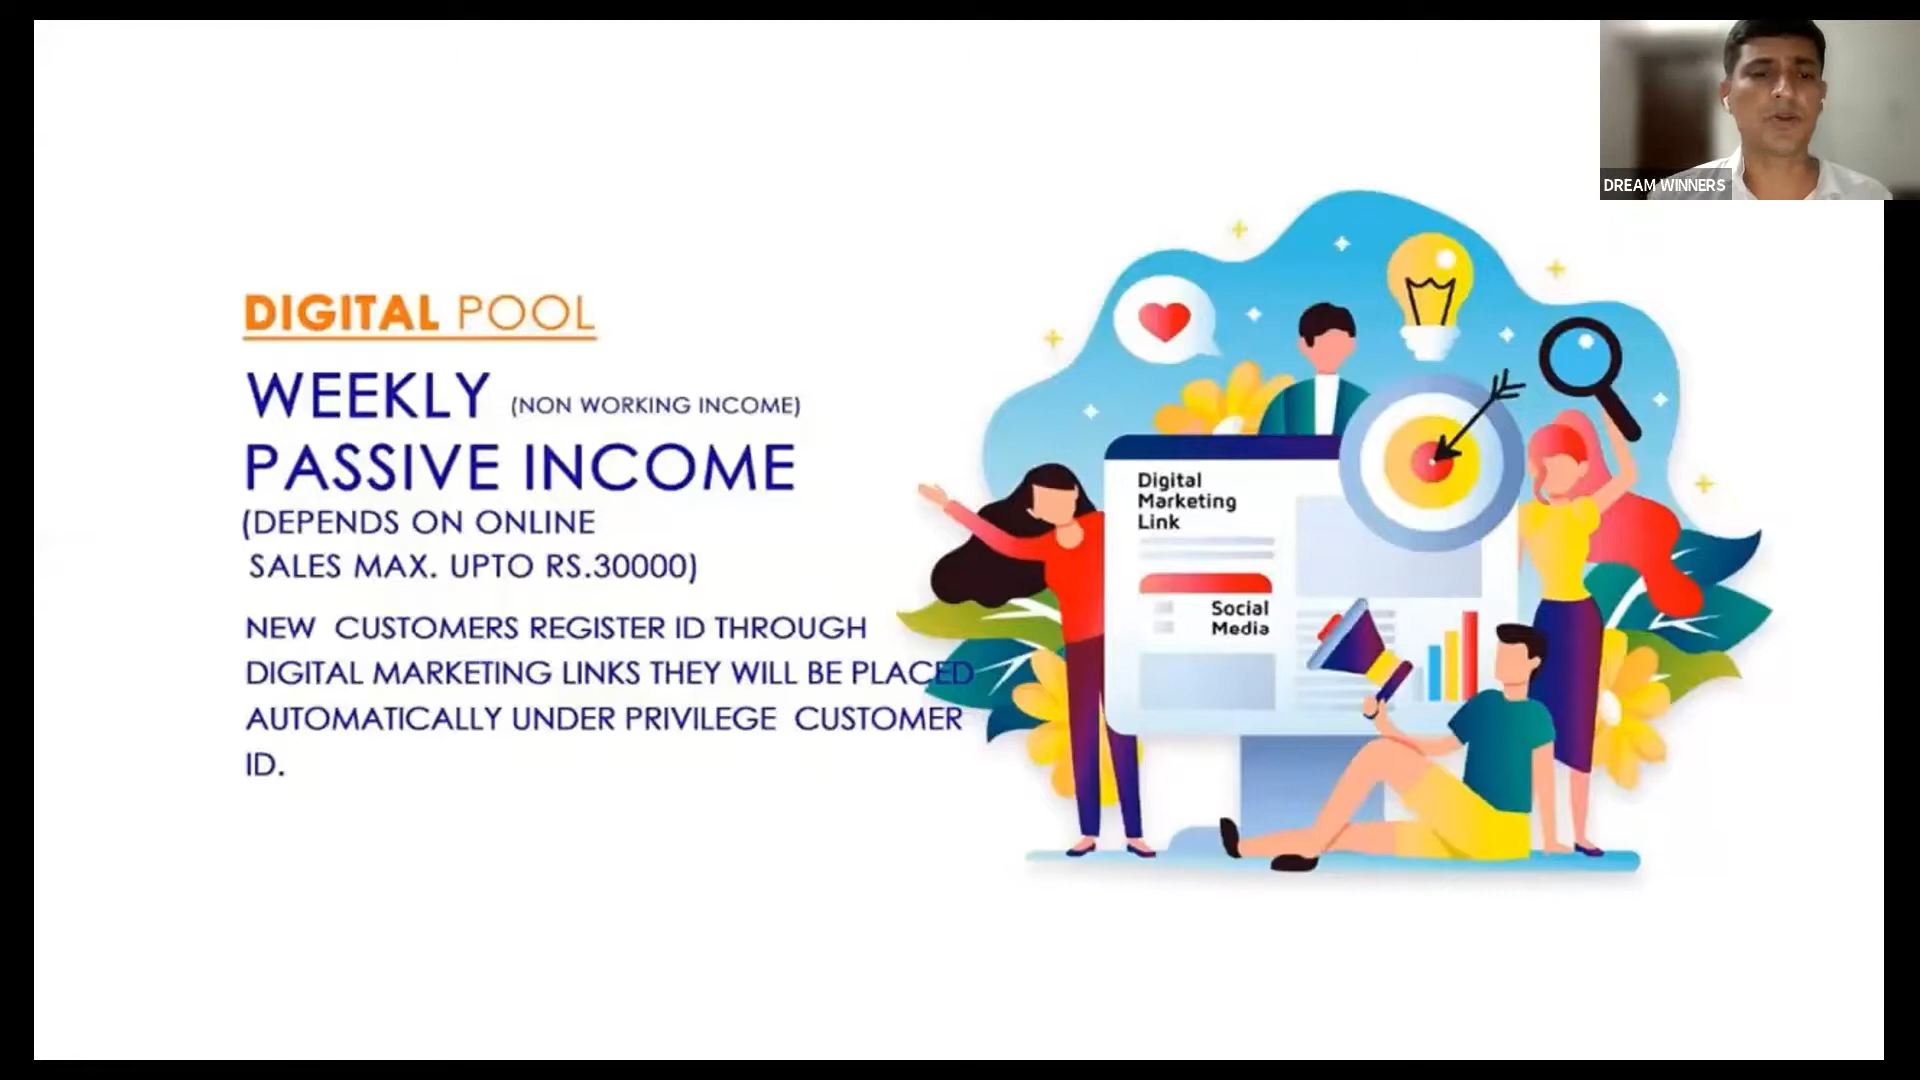 DREAM WINNERS
DIGITAL POOL
WEEKLY (NON WORKING INCOME)
PASSIVE INCOME
(DEPENDS ON ONLINE
SALES MAX. UPTO RS.30000)
NEW CUSTOMERS REGISTER ID THROUGH
DIGITAL MARKETING LINKS THEY WILL BE PLACED
AUTOMATICALLY UNDER PRIVILEGE CUSTOMER
ID.
Digital
Marketing
Link
Social
Media